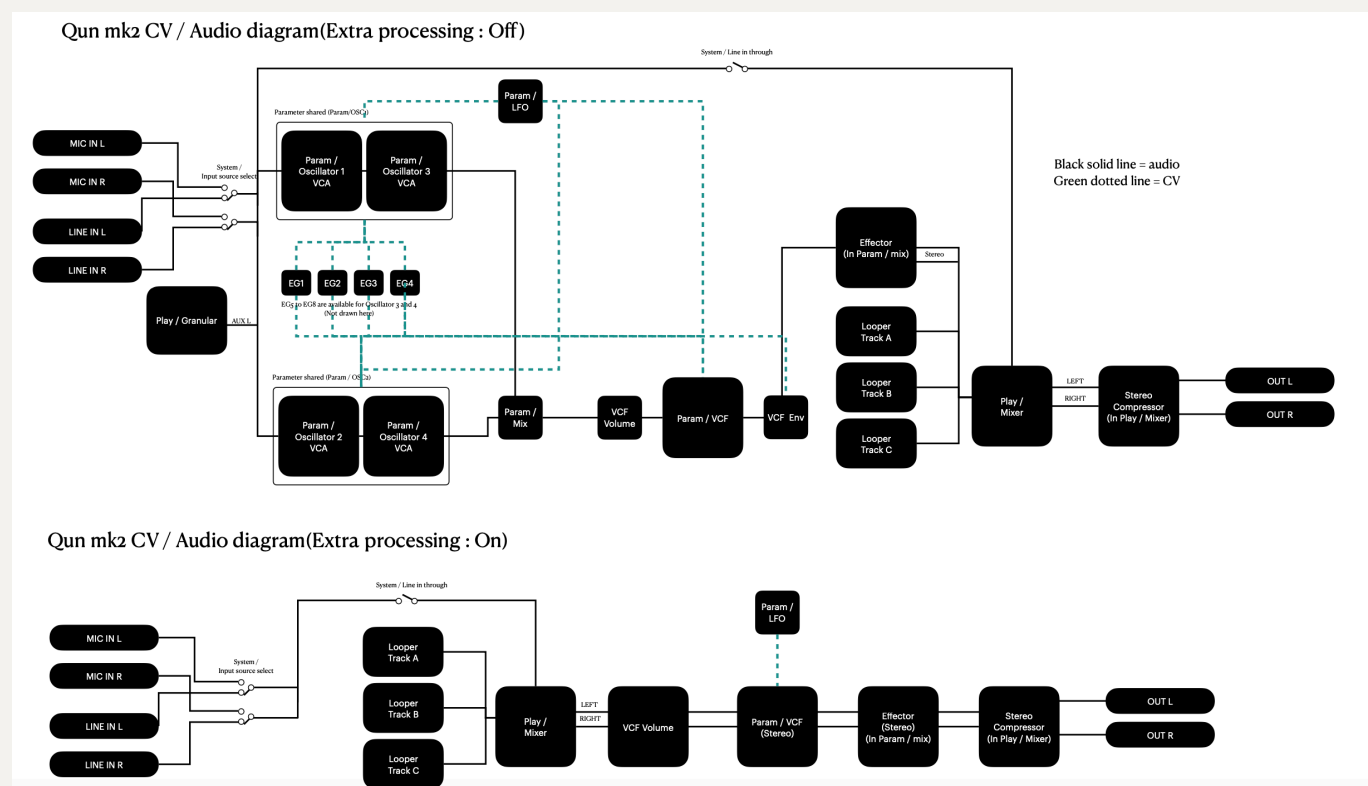 Qun mk2 CV / Audio diagram(Extra processing : Off)
System / Line in through
Param /
LFO
Parameter shared (Param/OSCa)
MIC IN L
MIC IN R
LINE IN L
LINE IN R
System /
Input source select
Param /
Oscillator 1
VCA
Param /
Oscillator 3
VCA
Black solid line = audio
Green dotted line = CV
Effector
(In Param / mix)
Stereo
EG1
EG2
EG3
EG4
EG5 to EG8 are available for Oscillator 3 and 4
(Not drawn here)
Play / Granular
AUX L
Looper
Track A
Looper
Track B
Looper
Track C
Parameter shared (Param / OSCa)
Param /
Oscillator 2
VCA
Param /
Oscillator 4
VCA
Param /
Mix
VCF
Volume
Param / VCF
VCF Env
Play /
Mixer
LEFT
RIGHT
Stereo
Compressor
(In Play / Mixer)
OUT L
OUT R
Qun mk2 CV / Audio diagram(Extra processing : On)
System / Line in through
MIC IN L
MIC IN R
LINE IN L
LINE IN R
System /
Input source select
Looper
Track A
Looper
Track B
Looper
Track C
Param /
LFO
Play /
Mixer
LEFT
RIGHT
VCF Volume
Param / VCF
(Stereo)
Effector
(Stereo)
(In Param / mix)
Stereo
Compressor
(In Play / Mixer)
OUT L
OUT R